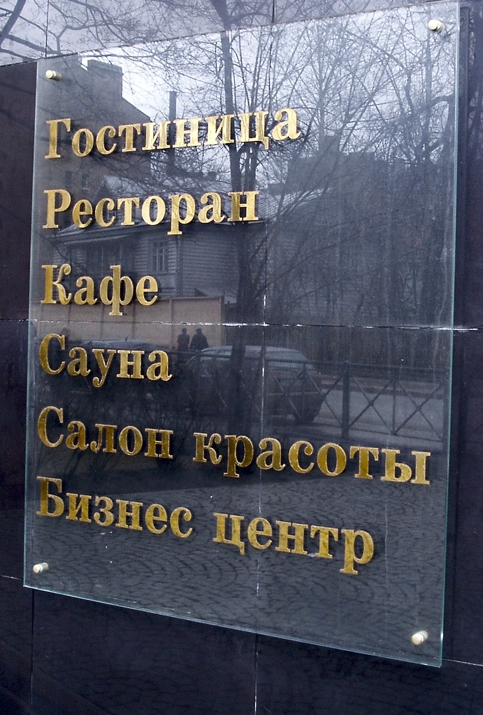 Гостиница
Ресторан
Кафе
Сауна
Салон красоты
Бизнес центр